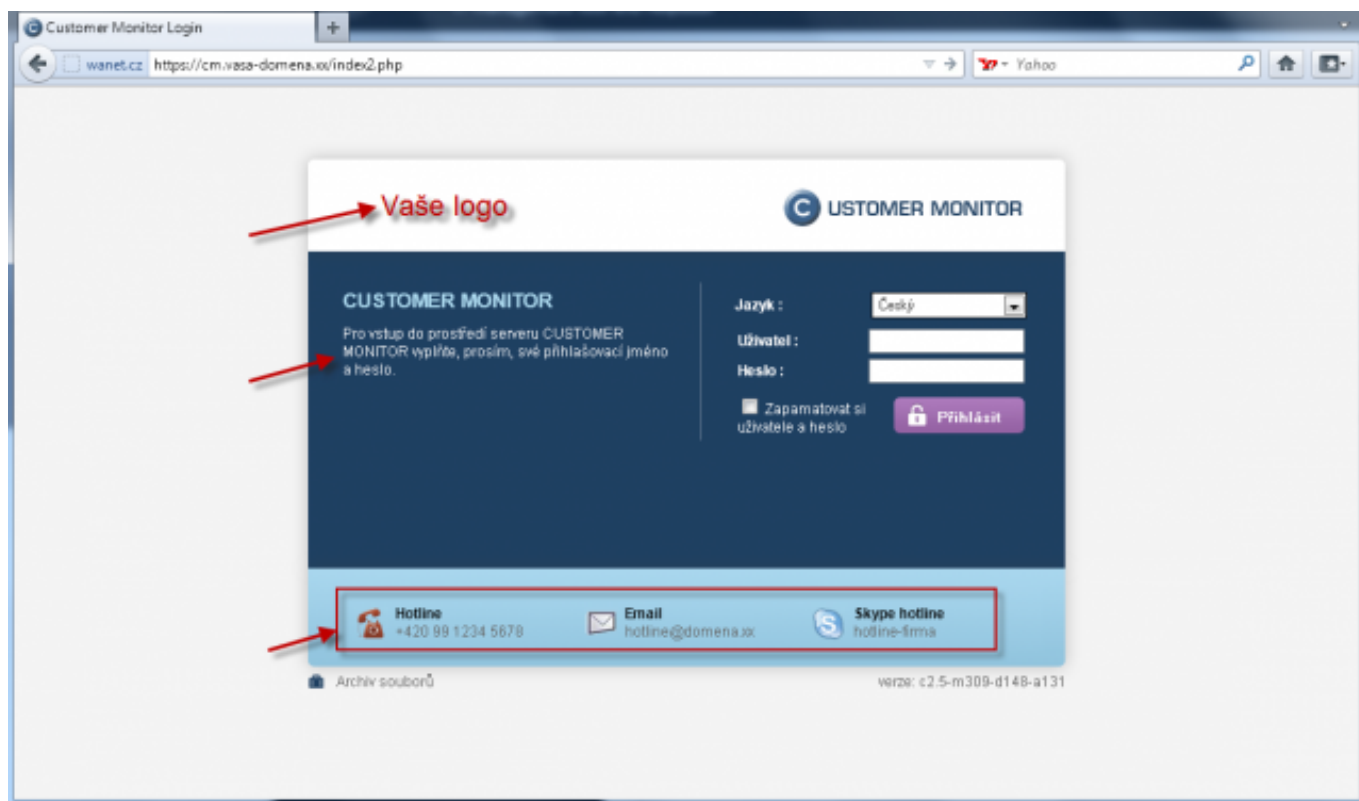 Customer Monitor Login
+
wanet.cz https://cm.vasa-domena.xx/index2.php
Yahoo
Vaše logo
C USTOMER MONITOR
CUSTOMER MONITOR
Pro vstup do prostředí serveru CUSTOMER
MONITOR vyplňte, prosím, své přihlašovací jméno
a heslo.
Jazyk :
Český
Uživatel :
Heslo :
Zapamatovat si
uživatele a heslo
Přihlásit
Hotline
+420 99 1234 5678
Email
hotline@domena.xx
Skype hotline
hotline-firma
Archiv souborů
verze: c2.5-m309-d148-a131